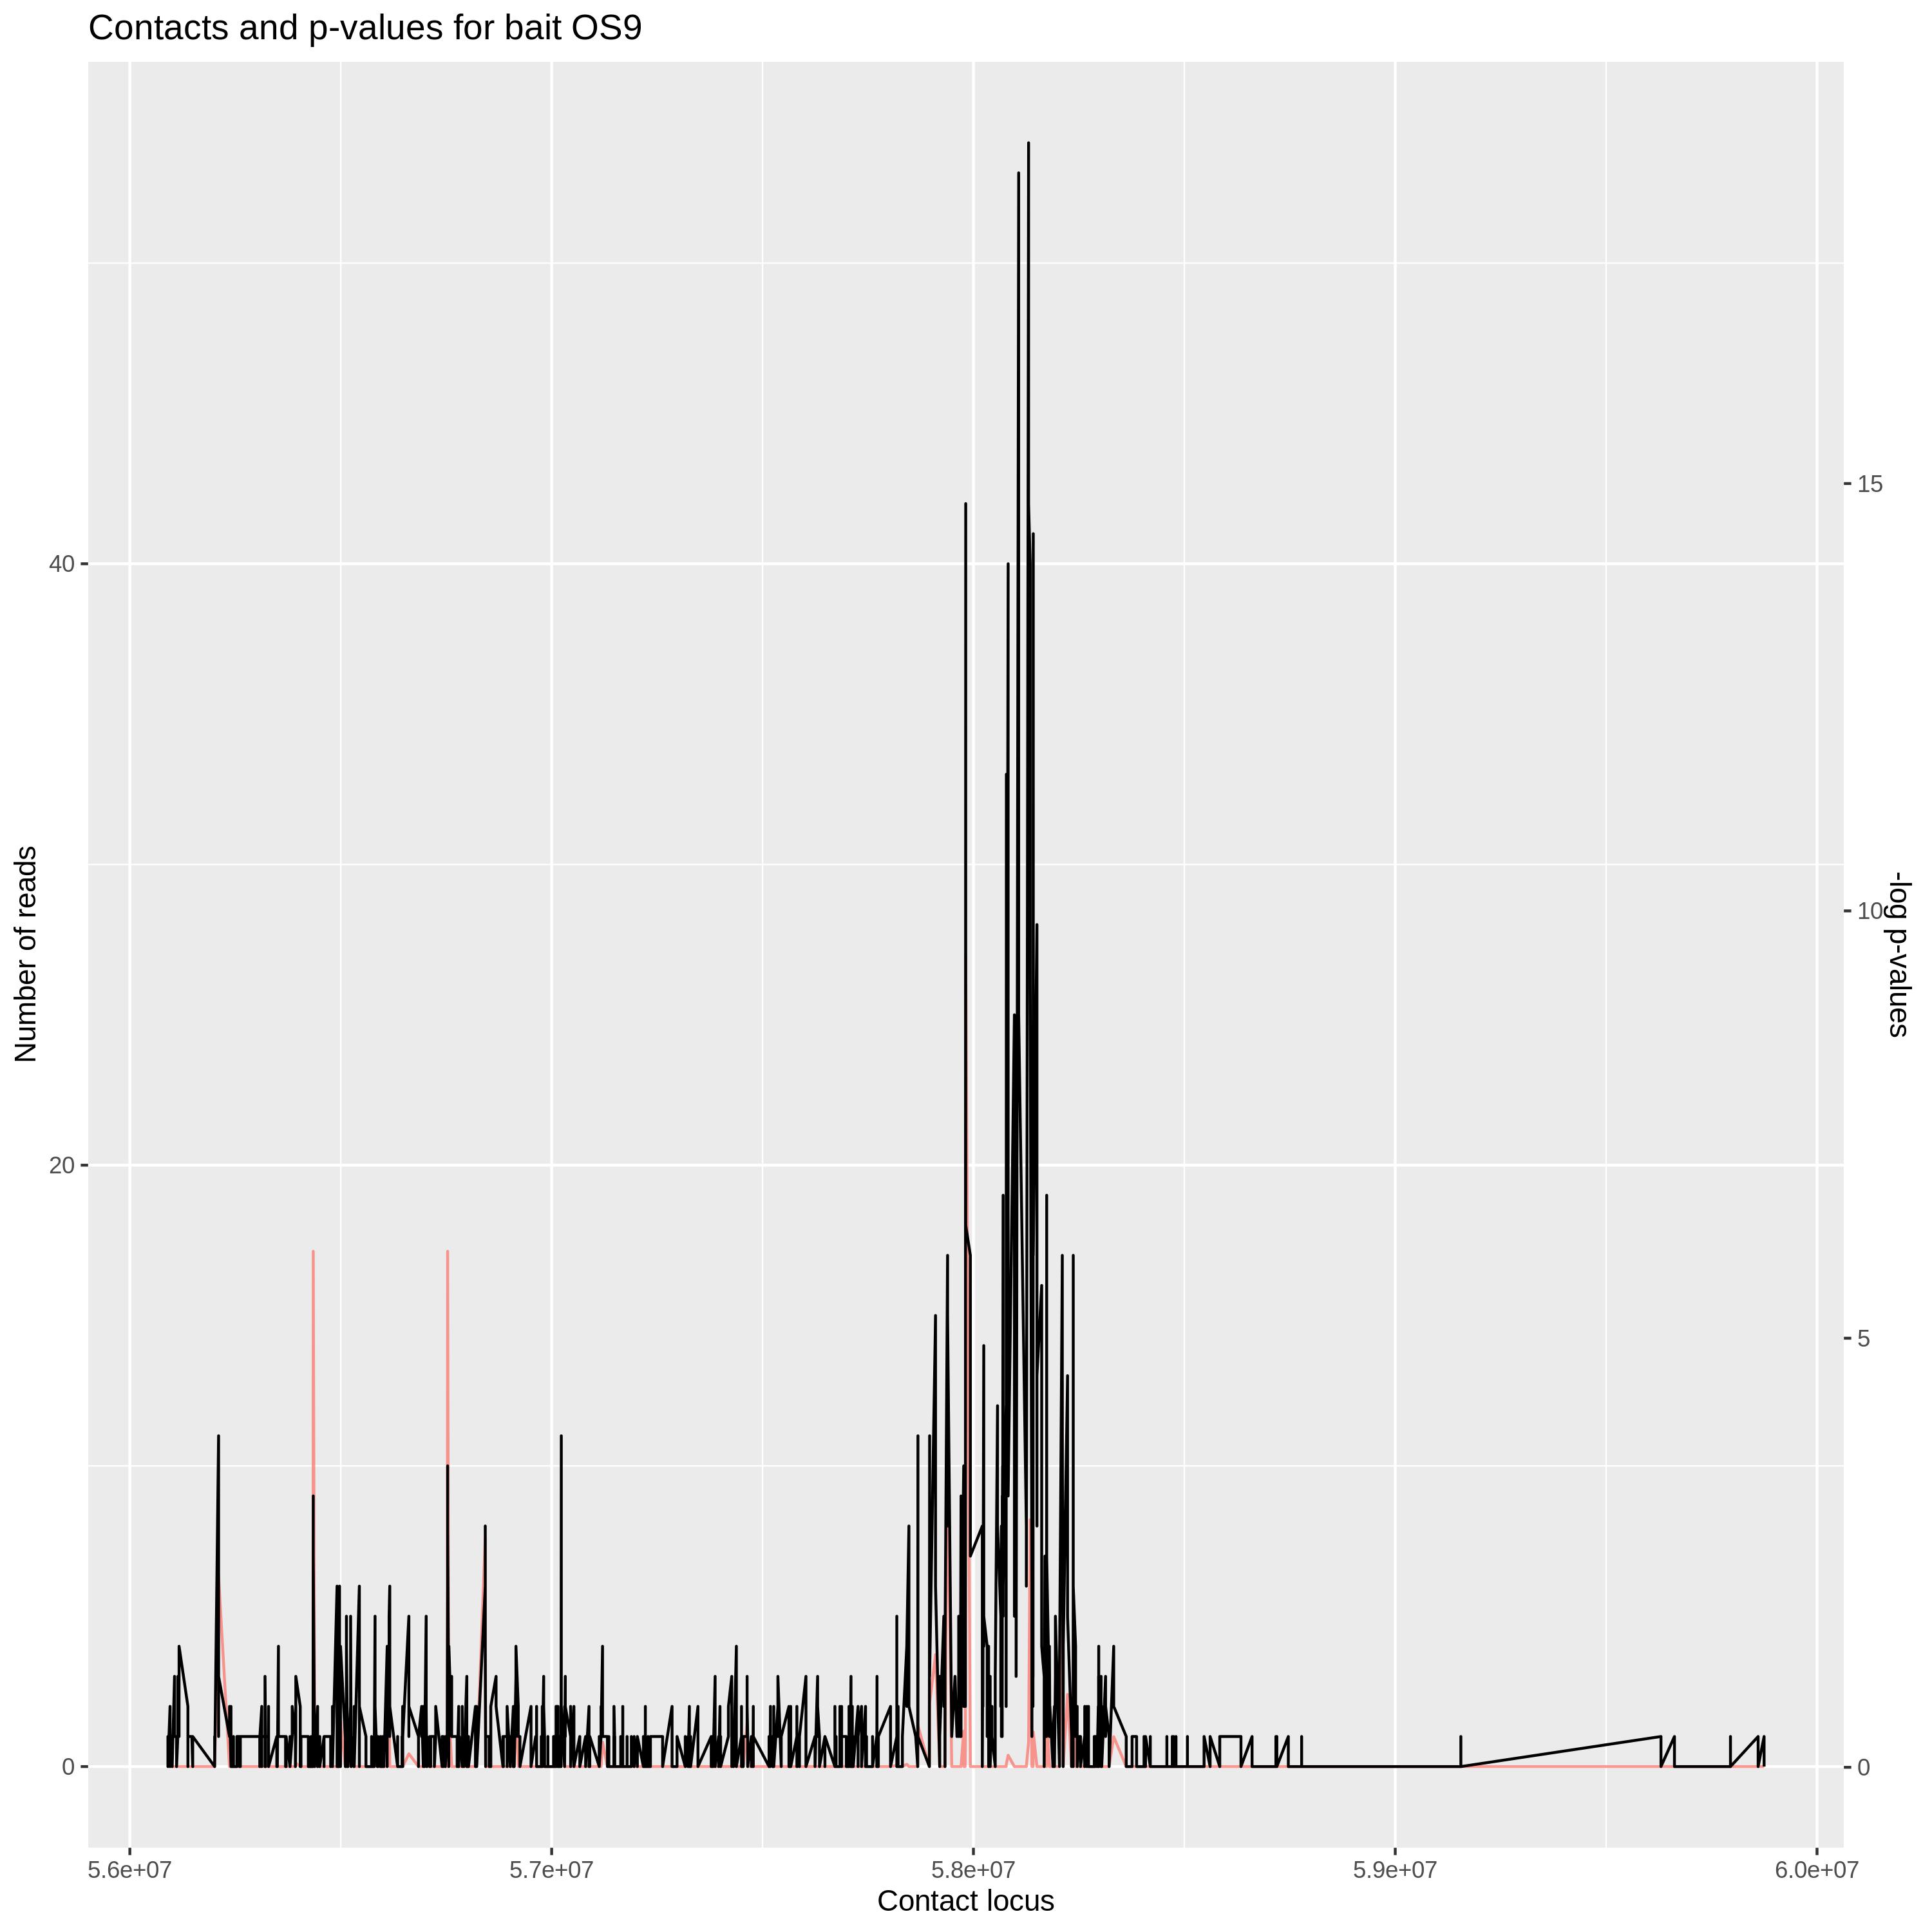 Contacts and p-values for bait OS9
Number of reads
40
20
0
15
10
5
0
-log p-values
5.6e+07 5.7e+07 5.8e+07 5.9e+07 6.0e+07
Contact locus